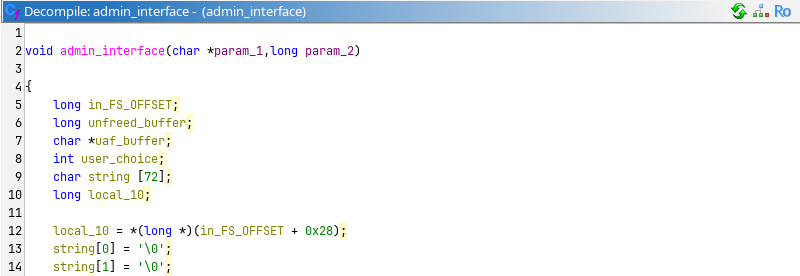 Decompile: admin_interface - (admin_interface)
Ro
1
2 void admin_interface(char *param_1,long param_2)
3
4 {
5 long in_FS_OFFSET;
6 long unfreed_buffer;
7 char *uaf_buffer;
8 int user_choice;
9 char string [72];
10 long local_10;
11
12 local_10 = *(long *)(in_FS_OFFSET + 0x28);
13 string[0] = '\0';
14 string[1] = '\0';